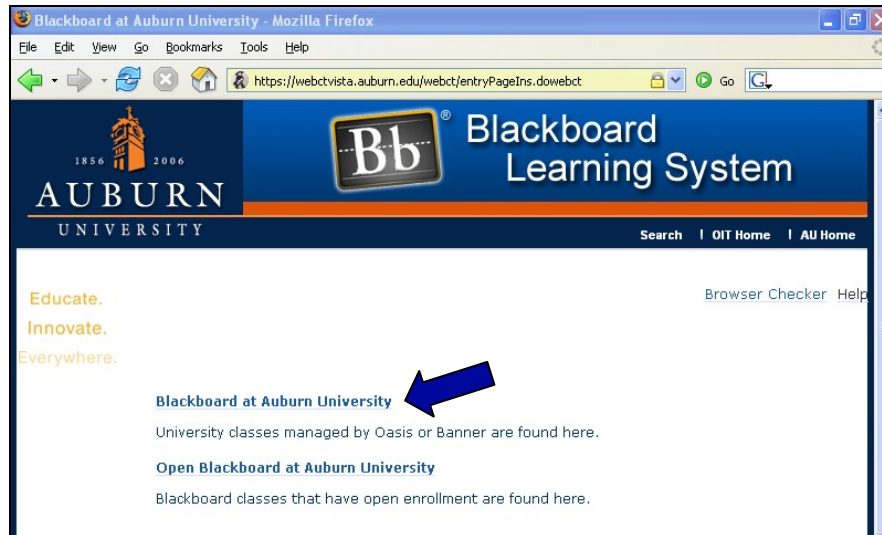 Blackboard at Auburn University - Mozilla Firefox
File Edit View Go Bookmarks Tools Help
https://webctvista.auburn.edu/webct/entryPageIns.dowebct Go G
1856 2006
AUBURN
UNIVERSITY
Bb ® Blackboard
Learning System
Search | OIT Home | AU Home
Browser Checker Help
Educate.
Innovate.
Everywhere.
Blackboard at Auburn University
University classes managed by Oasis or Banner are found here.
Open Blackboard at Auburn University
Blackboard classes that have open enrollment are found here.